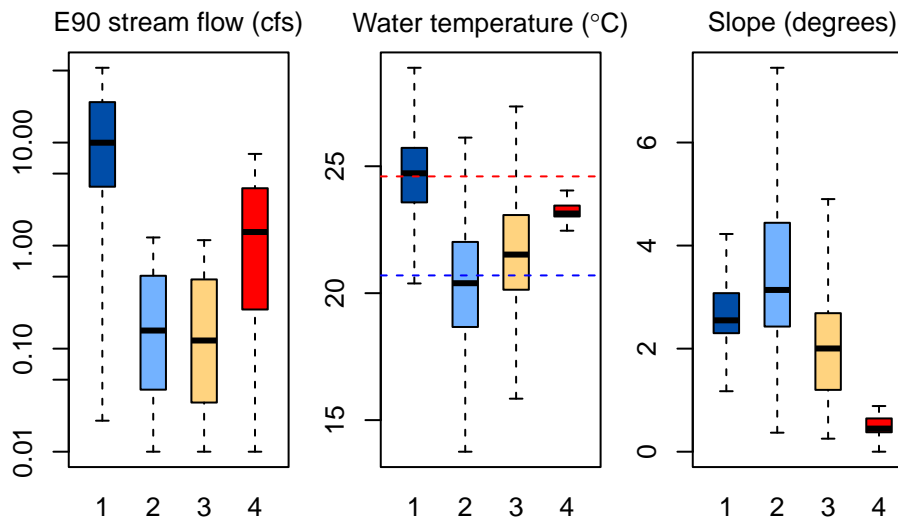 E90 stream flow (cfs)
Water temperature (°C)
Slope (degrees)
10.00
1.00
0.10
0.01
1 2 3 4
25
20
15
1 2 3 4
6
4
2
0
1 2 3 4